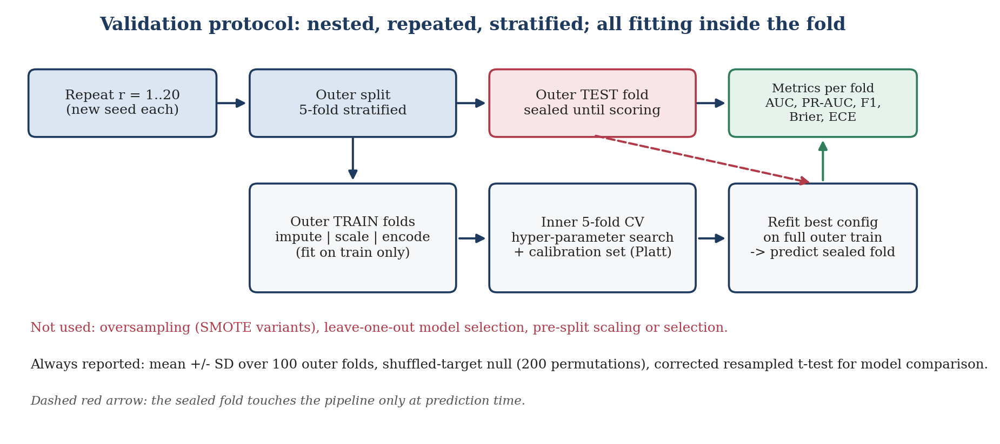 Validation protocol: nested, repeated, stratified; all fitting inside the fold
Repeat r = 1..20
(new seed each)
Outer split
5-fold stratified
Outer TEST fold
sealed until scoring
Metrics per fold
AUC, PR-AUC, F1,
Brier, ECE
Outer TRAIN folds
impute | scale | encode
(fit on train only)
Inner 5-fold CV
hyper-parameter search
+ calibration set (Platt)
Refit best config
on full outer train
-> predict sealed fold
Not used: oversampling (SMOTE variants), leave-one-out model selection, pre-split scaling or selection.
Always reported: mean +/- SD over 100 outer folds, shuffled-target null (200 permutations), corrected resampled t-test for model comparison.
Dashed red arrow: the sealed fold touches the pipeline only at prediction time.